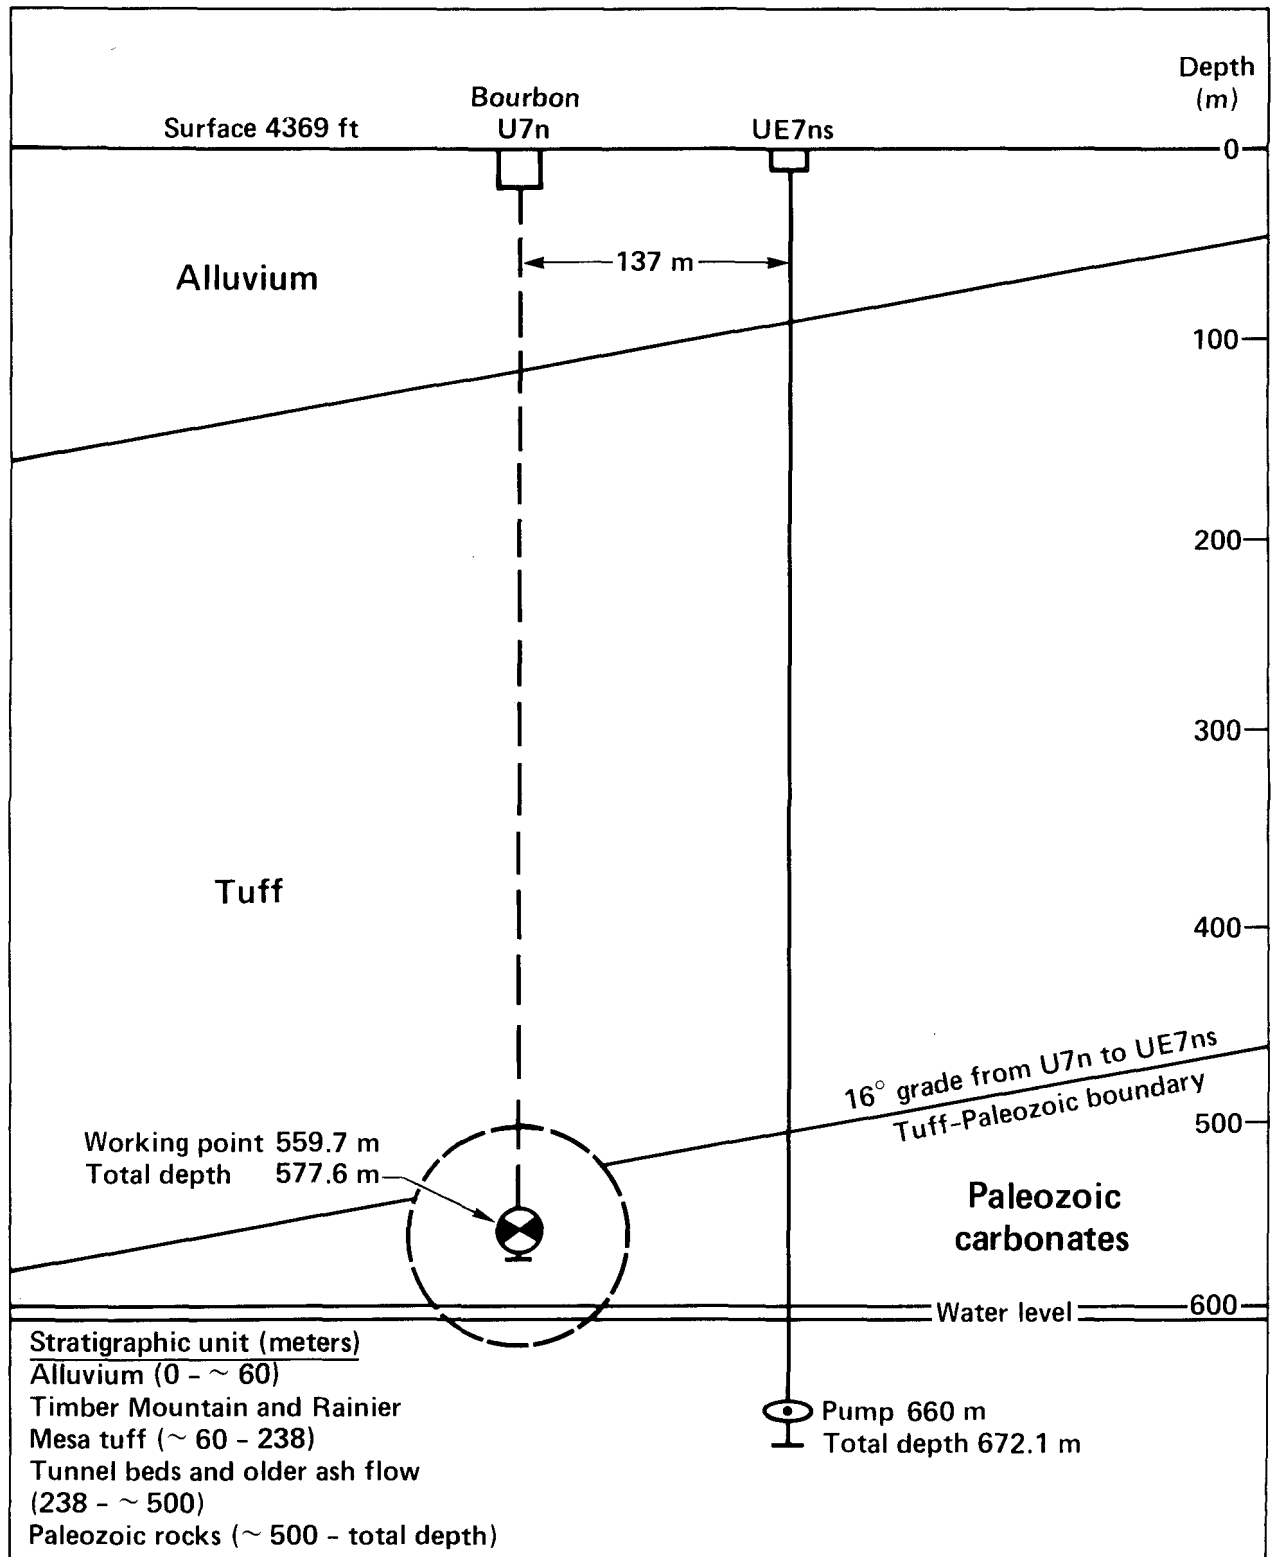 Depth
(m)
Bourbon
Surface 4369 ft
U7n
UE7ns
0
137 m
Alluvium
100
200
300
Tuff
400
16° grade from U7n to UE7ns
Tuff-Paleozoic boundary
500
Working point 559.7 m
Total depth 577.6 m
Paleozoic
carbonates
Water level
600
Stratigraphic unit (meters)
Alluvium (0 - ~ 60)
Timber Mountain and Rainier
Mesa tuff (~ 60 - 238)
Tunnel beds and older ash flow
(238 - ~ 500)
Paleozoic rocks (~ 500 - total depth)
Pump 660 m
Total depth 672.1 m